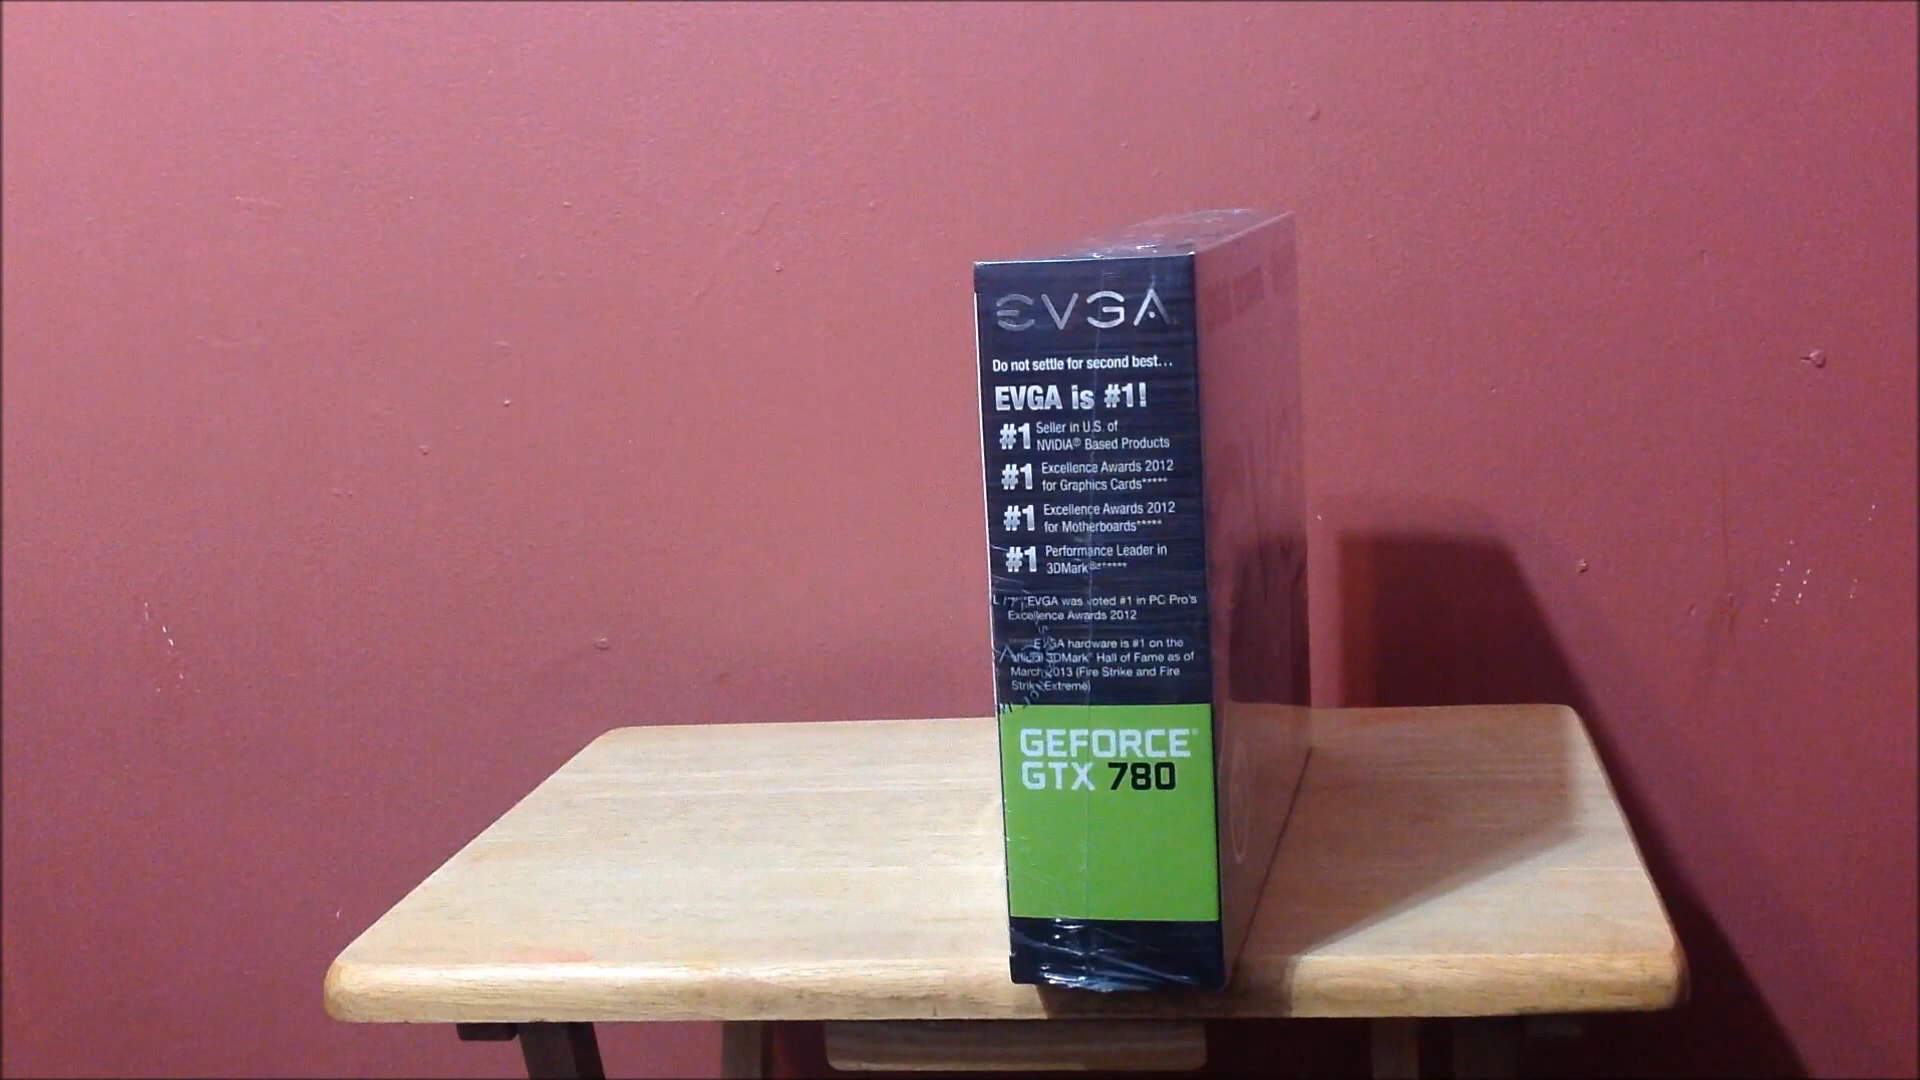 EVGA
Do not settle for second best...
EVGA is #1!
#1 Seller in U.S. of
NVIDIA® Based Products
#1 Excellence Awards 2012
for Graphics Cards*****
#1 Excellence Awards 2012
for Motherboards*****
#1 Performance Leader in
3DMark®******
EVGA was voted #1 in PC Pro's
Excellence Awards 2012
EVGA hardware is #1 on the
official 3DMark® Hall of Fame as of
March 2013 (Fire Strike and Fire
Strike Extreme)
GEFORCE®
GTX 780